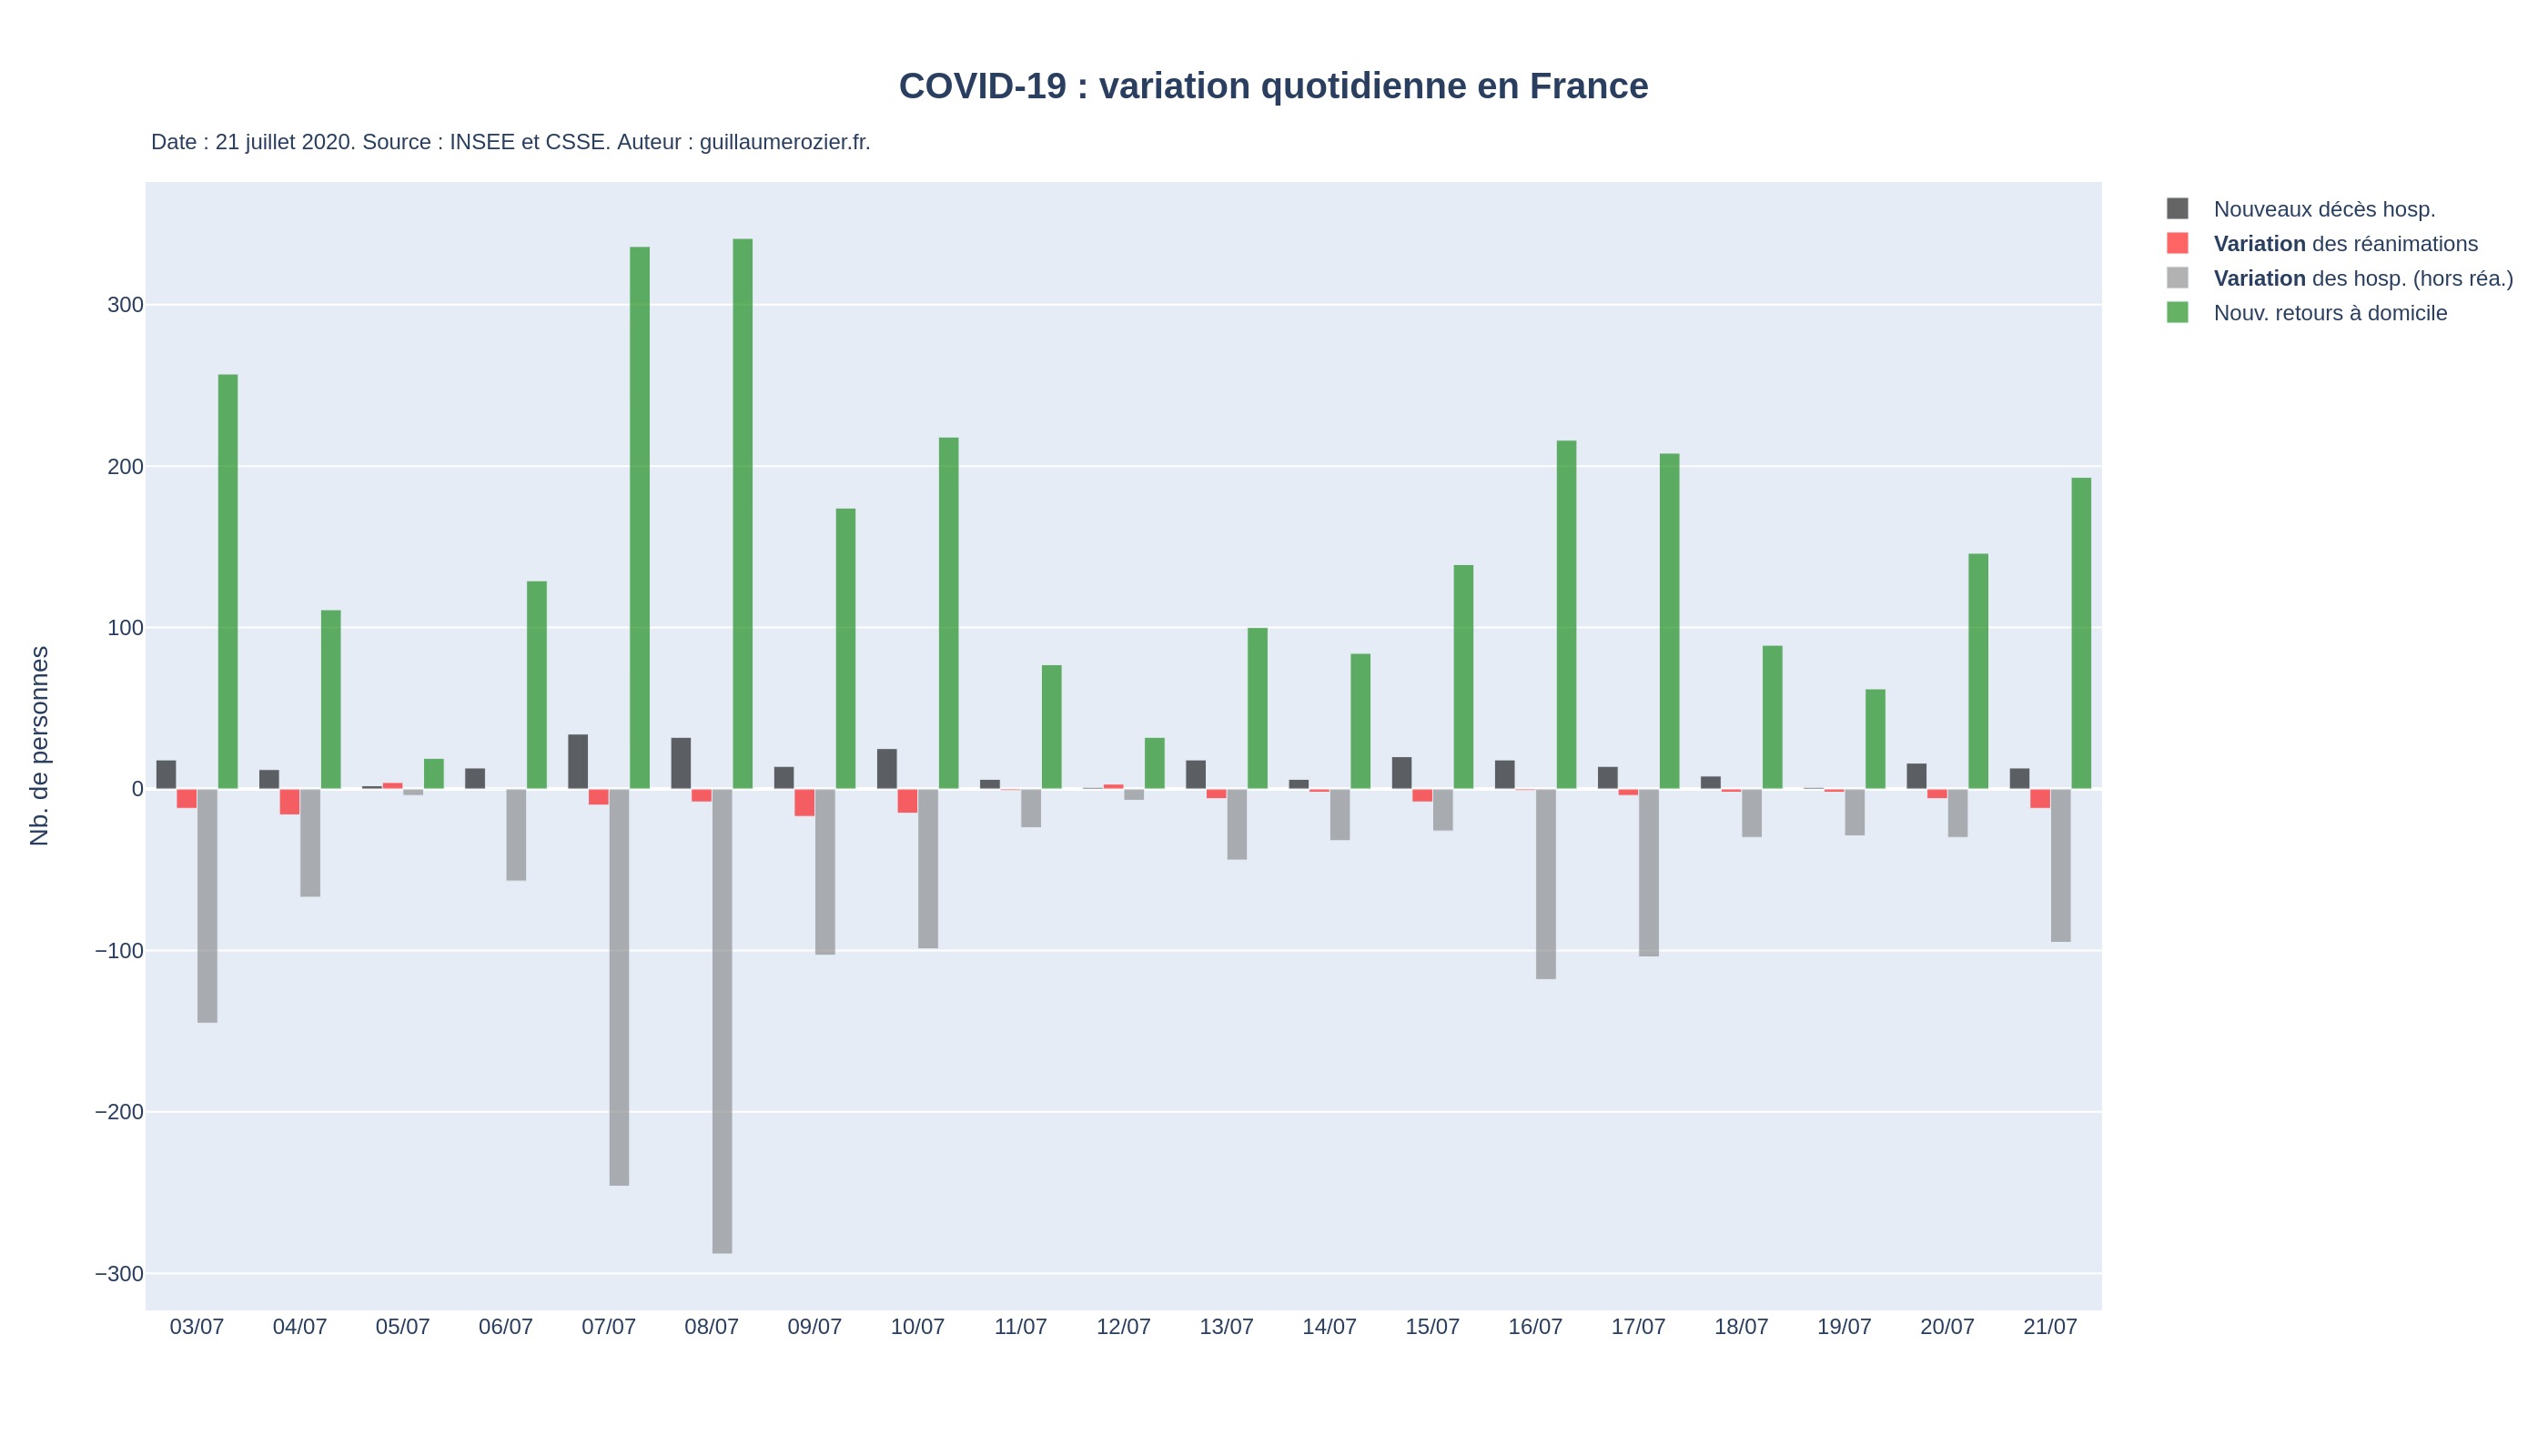 COVID-19 : variation quotidienne en France
Date : 21 juillet 2020. Source : INSEE et CSSE. Auteur : guillaumerozier.fr.
Nouveaux décès hosp.
Variation des réanimations
Variation des hosp. (hors réa.)
Nouv. retours à domicile
Nb. de personnes
300
200
100
0
−100
−200
−300
03/07 04/07 05/07 06/07 07/07 08/07 09/07 10/07 11/07 12/07 13/07 14/07 15/07 16/07 17/07 18/07 19/07 20/07 21/07